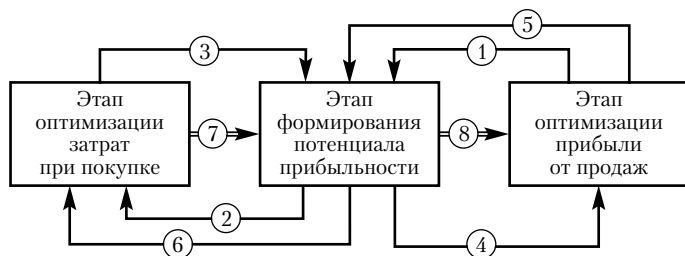 5
3
1
Этап
оптимизации
затрат
при покупке
7
Этап
формирования
потенциала
прибыльности
8
Этап
оптимизации
прибыли
от продаж
2
6
4